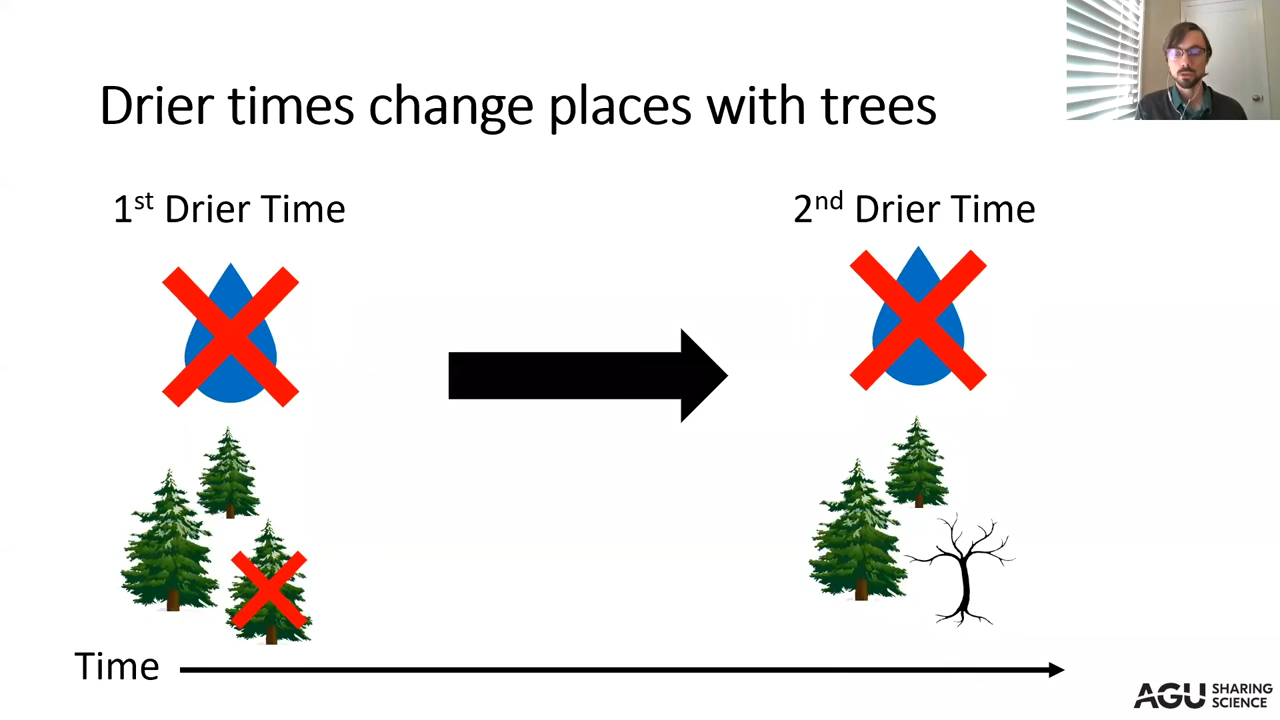 Drier times change places with trees
1st Drier Time
2nd Drier Time
Time
AGU SHARING
SCIENCE